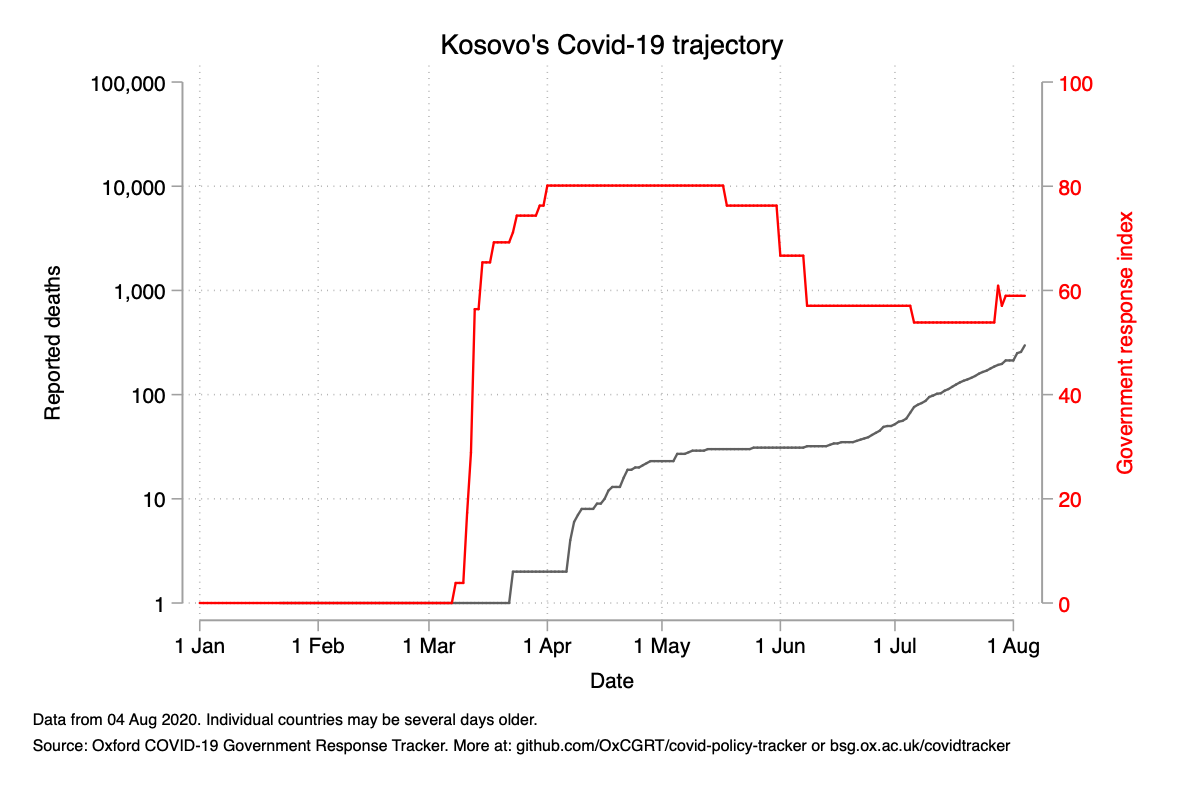 Kosovo's Covid-19 trajectory
100,000
10,000
1,000
100
10
1
Reported deaths
100
80
60
40
20
0
Government response index
1 Jan 1 Feb 1 Mar 1 Apr 1 May 1 Jun 1 Jul 1 Aug
Date
Data from 04 Aug 2020. Individual countries may be several days older.
Source: Oxford COVID-19 Government Response Tracker. More at: github.com/OxCGRT/covid-policy-tracker or bsg.ox.ac.uk/covidtracker